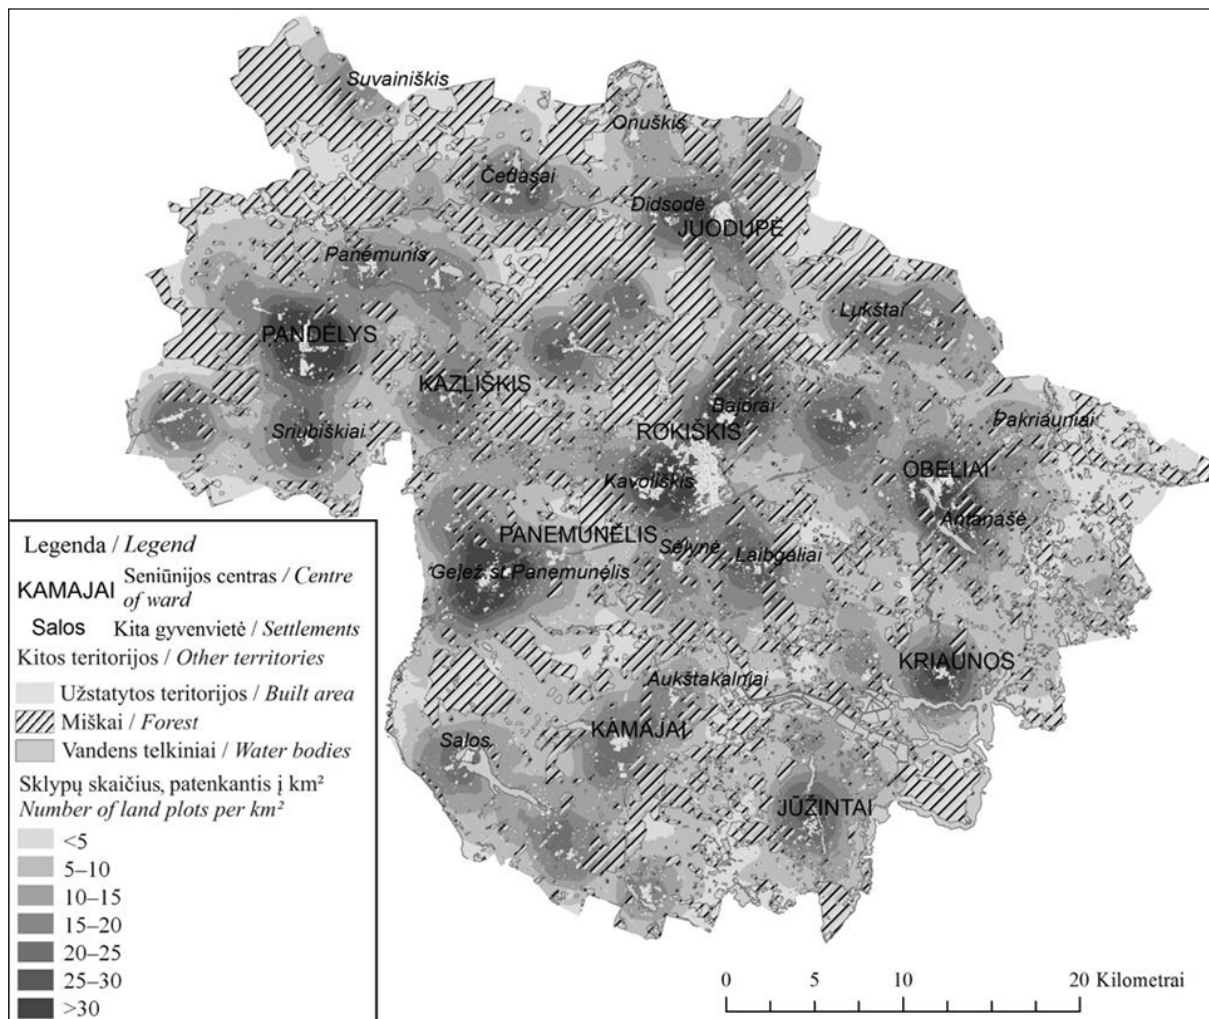 Suvainiškis
Onuškis
Čedasai
Didsodė
JUODUPĖ
Panemunis
Lukštai
PANDĖLYS
KAZLIŠKIS
Bajorai
Pakriauniai
Sriubiškiai
ROKIŠKIS
OBELIAI
Kavoliškis
Antanašė
PANEMUNĖLIS
Sėlynė
Laibgaliai
Gelež.st.Panemunėlis
KRIAUNOS
Aukštakalniai
KAMAJAI
Salos
JŪŽINTAI
Legenda / Legend
KAMAJAI Seniūnijos centras / Centre
of ward
Salos Kita gyvenvietė / Settlements
Kitos teritorijos / Other territories
Užstatytos teritorijos / Built area
Miškai / Forest
Vandens telkiniai / Water bodies
Sklypų skaičius, patenkantis į km²
Number of land plots per km²
<5
5–10
10–15
15–20
20–25
25–30
>30
0 5 10 20 Kilometrai